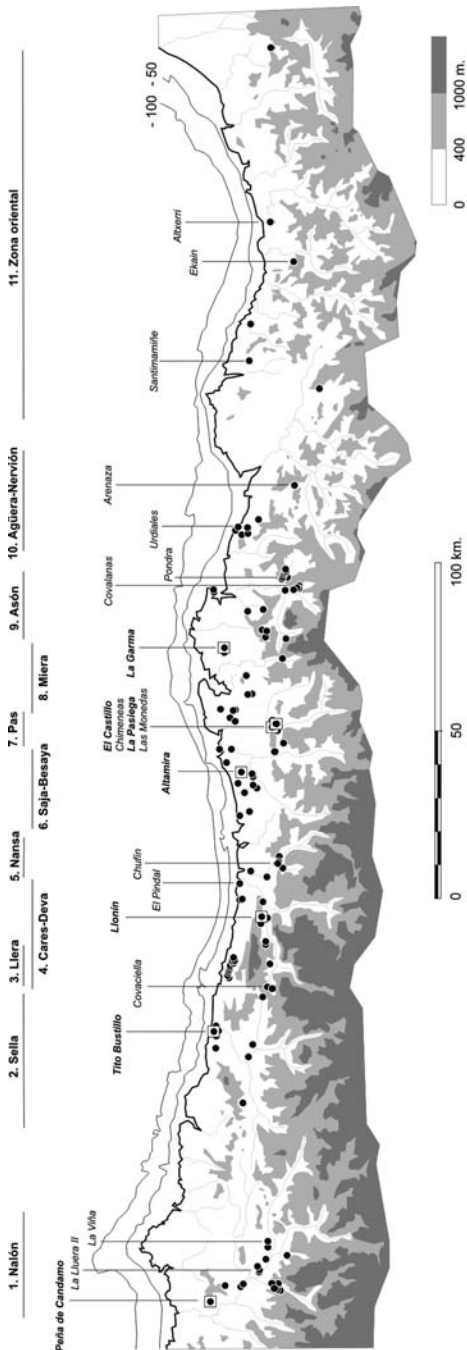 1. Nalón
2. Sella
3. Llera
4. Cares-Deva
5. Nansa
6. Saja-Besaya
7. Pas
8. Miera
9. Asón
10. Agüera-Nervión
11. Zona oriental
Peña de Candamo
La Lluera II
La Viña
Tito Bustillo
Covaciella
Llonín
El Pindal
Chufín
Altamira
El Castillo
Chimeneas
La Pasiega
Las Monedas
La Garma
Covalanas
Pondra
Urdiales
Arenaza
Santimamiñe
Ekain
Altxerri
- 100
- 50
0
50
100 km.
0
400
1000 m.